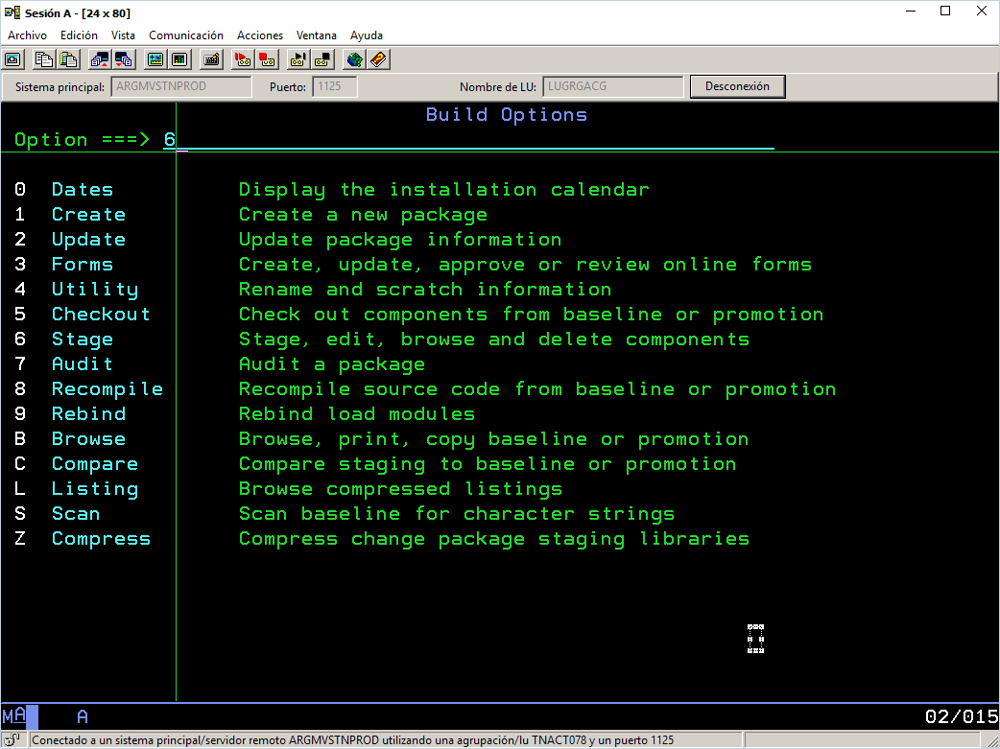 Sesión A - [24 x 80]
Archivo Edición Vista Comunicación Acciones Ventana Ayuda
Sistema principal: ARGMVSTNPROD Puerto: 1125 Nombre de LU: LUGRGACG Desconexión
Build Options
Option ===> 6
0 Dates Display the installation calendar
1 Create Create a new package
2 Update Update package information
3 Forms Create, update, approve or review online forms
4 Utility Rename and scratch information
5 Checkout Check out components from baseline or promotion
6 Stage Stage, edit, browse and delete components
7 Audit Audit a package
8 Recompile Recompile source code from baseline or promotion
9 Rebind Rebind load modules
B Browse Browse, print, copy baseline or promotion
C Compare Compare staging to baseline or promotion
L Listing Browse compressed listings
S Scan Scan baseline for character strings
Z Compress Compress change package staging libraries
MA A 02/015
Conectado a un sistema principal/servidor remoto ARGMVSTNPROD utilizando una agrupación/lu TNACT078 y un puerto 1125